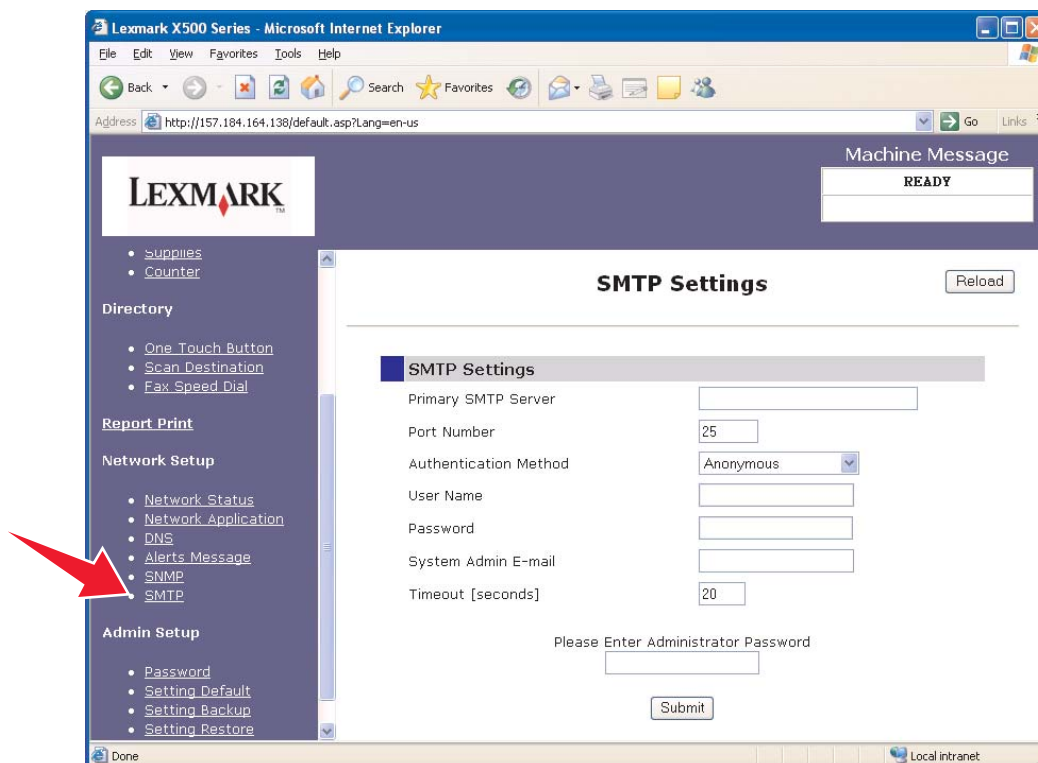 Lexmark X500 Series - Microsoft Internet Explorer
File Edit View Favorites Tools Help
Back Search Favorites
Address http://157.184.164.138/default.asp?Lang=en-us Go Links
LEXMARK TM
Machine Message
READY
Supplies
Counter
Directory
One Touch Button
Scan Destination
Fax Speed Dial
Report Print
Network Setup
Network Status
Network Application
DNS
Alerts Message
SNMP
SMTP
Admin Setup
Password
Setting Default
Setting Backup
Setting Restore
SMTP Settings Reload
SMTP Settings
Primary SMTP Server
Port Number 25
Authentication Method Anonymous
User Name
Password
System Admin E-mail
Timeout [seconds] 20
Please Enter Administrator Password
Submit
Done Local intranet